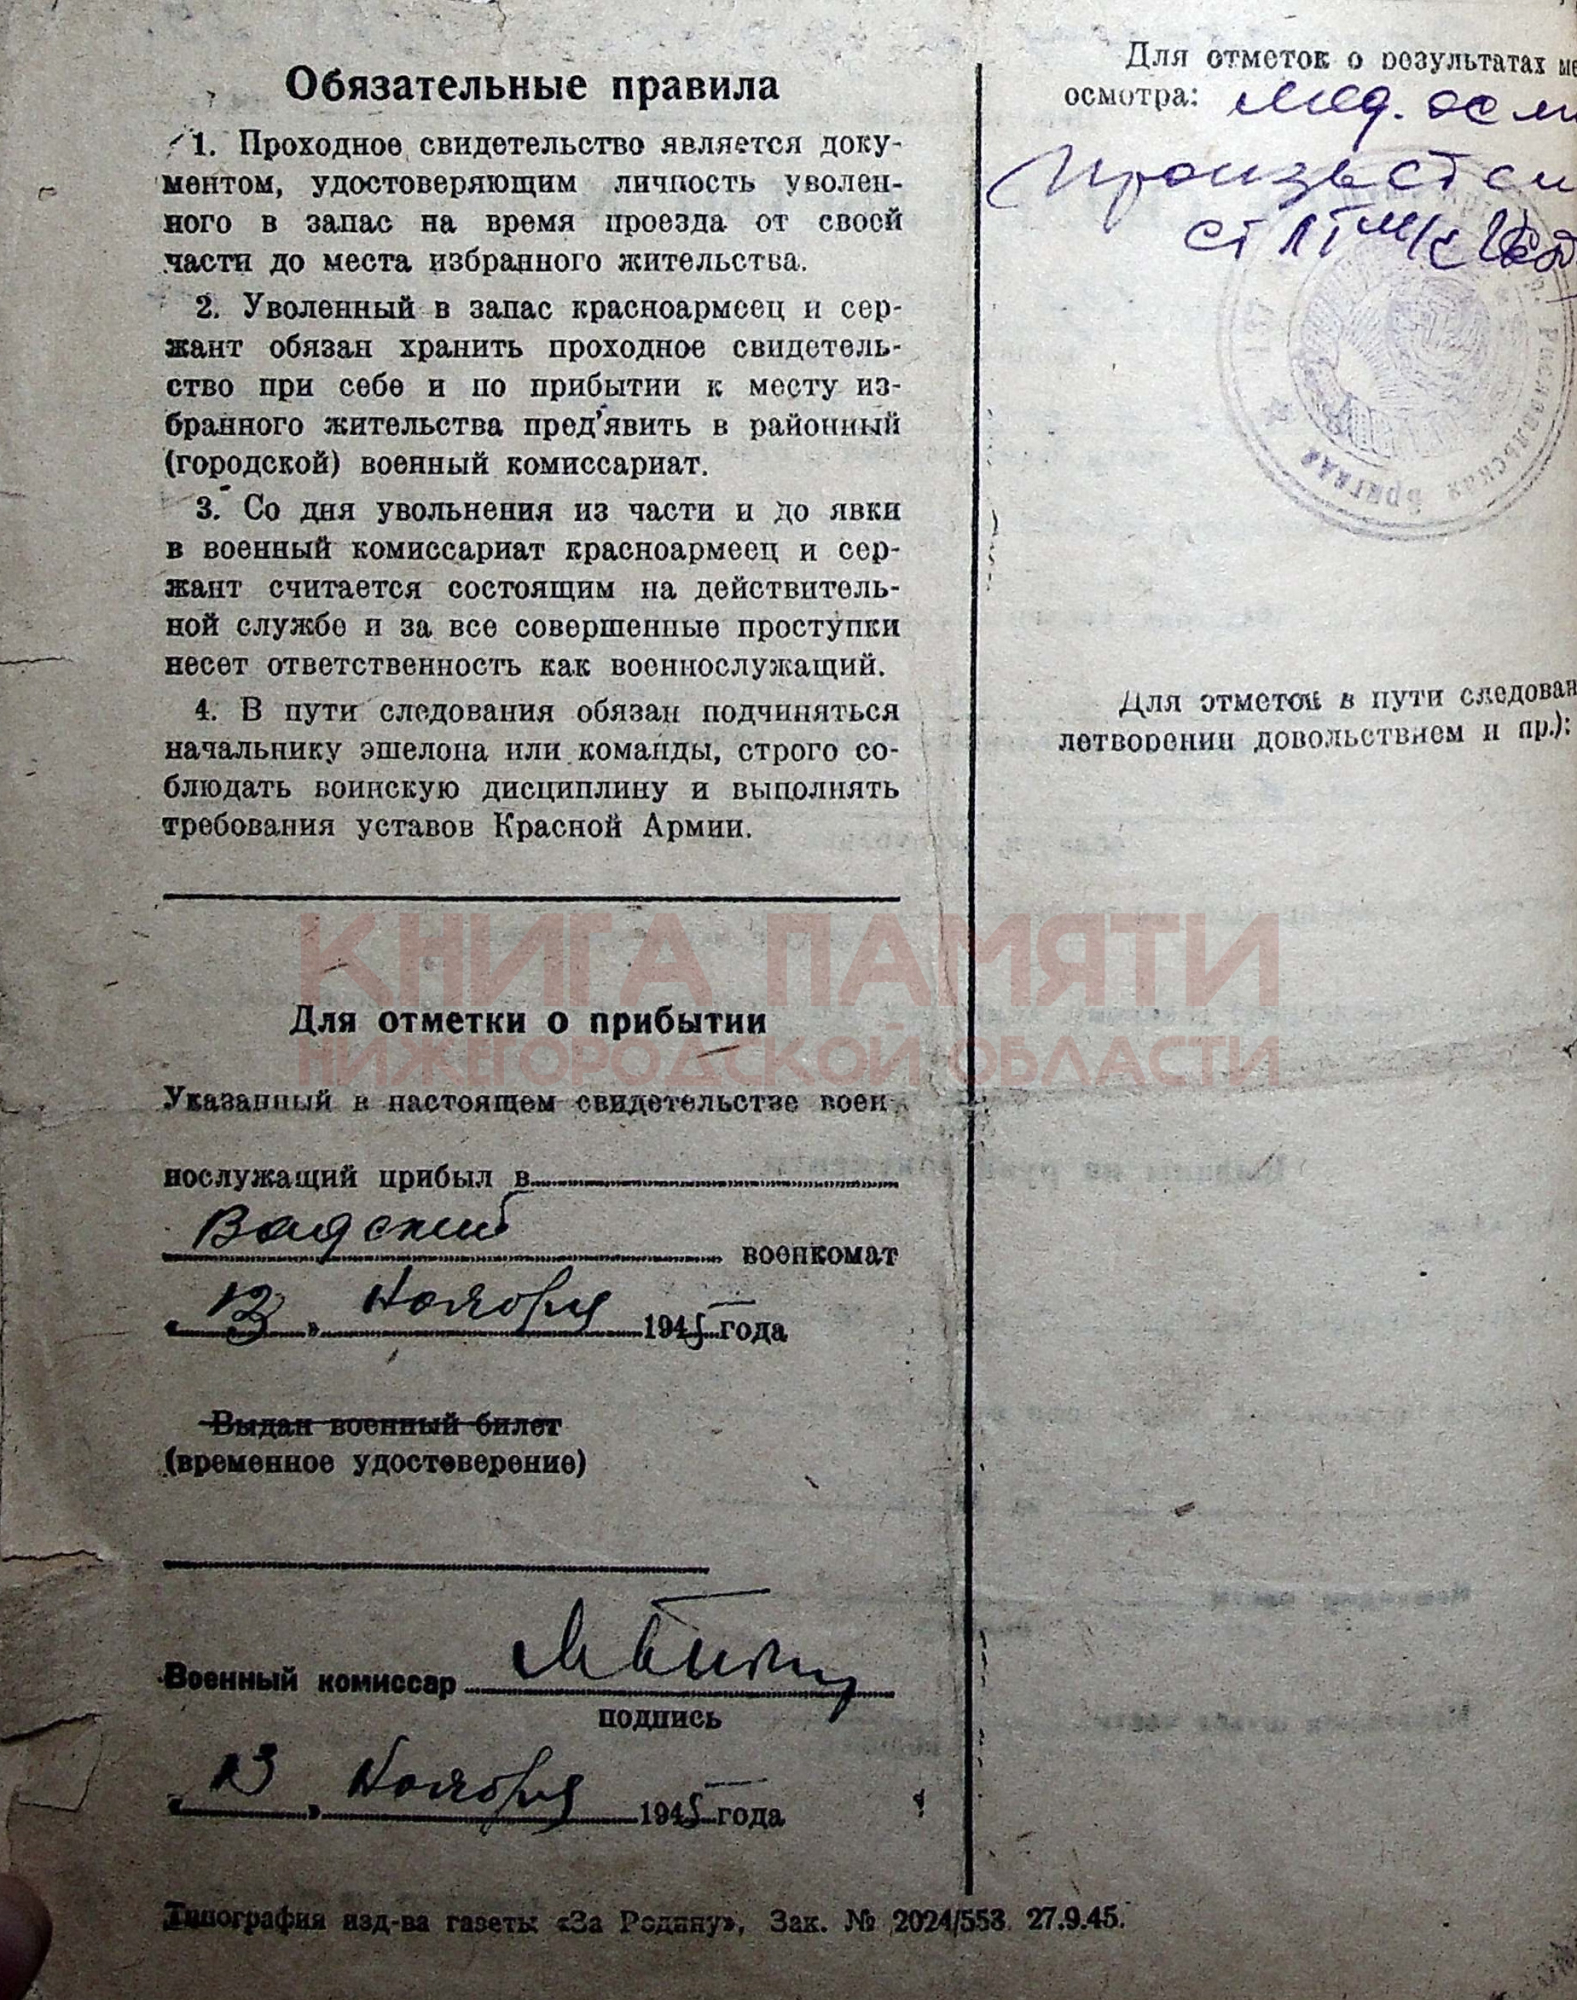 Обязательные правила
1. Проходное свидетельство является доку-
ментом, удостоверяющим личность уволен-
ного в запас на время проезда от своей
части до места избранного жительства.
2. Уволенный в запас красноармеец и сер-
жант обязан хранить проходное свидетель-
ство при себе и по прибытии к месту из-
бранного жительства пред'явить в районный
(городской) военный комиссариат.
3. Со дня увольнения из части и до явки
в военный комиссариат красноармеец и сер-
жант считается состоящим на действитель-
ной службе и за все совершенные проступки
несет ответственность как военнослужащий.
4. В пути следования обязан подчиняться
начальнику эшелона или команды, строго со-
блюдать воинскую дисциплину и выполнять
требования уставов Красной Армии.
КНИГА ПАМЯТИ
НИЖЕГОРОДСКОЙ ОБЛАСТИ
Для отметки о прибытии
Указанный в настоящем свидетельстве воен
нослужащий прибыл в
Вадский военкомат
« 13 » Ноября 1945 года
Выдан военный билет
(временное удостоверение)
Военный комиссар
подпись
« 13 » Ноября 1945 года
Типография изд-ва газеты «За Родину», Зак. № 2024/553 27.9.45.
Для отметок о результатах ме
осмотра: мед. осм
ст
бригада
Для отметок в пути следован
летворении довольствием и пр.):